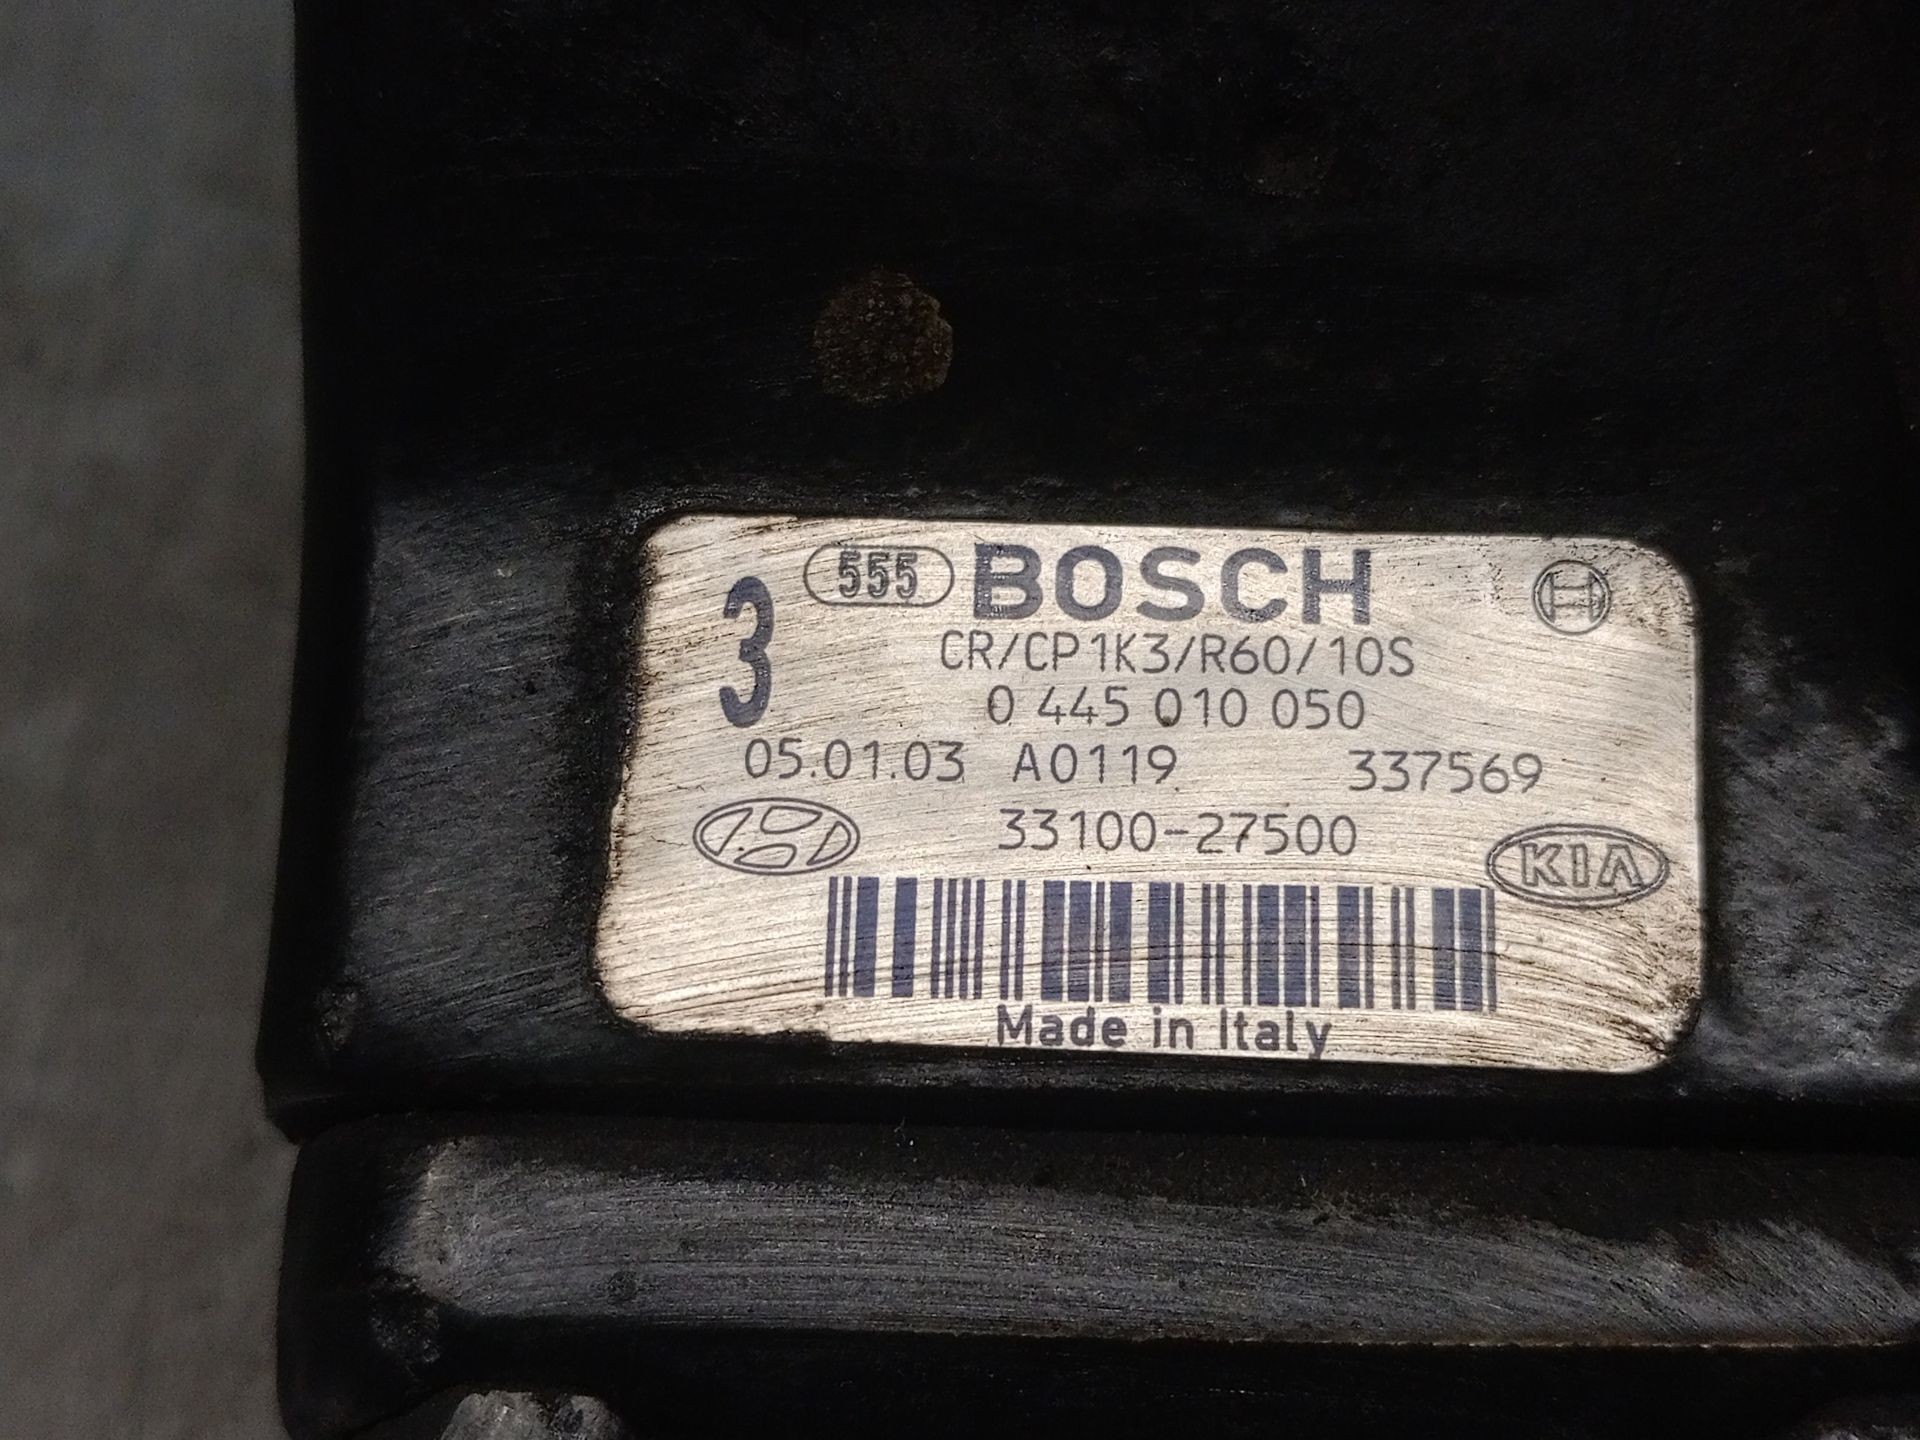 555 BOSCH
3
CR/CP1K3/R60/10S
0 445 010 050
05.01.03 A0119 337569
33100-27500
KIA
Made in Italy